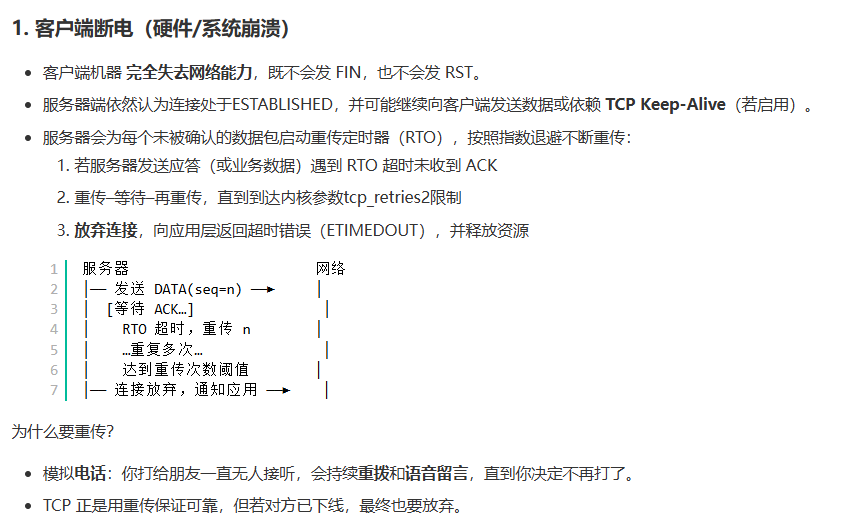 1. 客户端断电（硬件/系统崩溃）
• 客户端机器 完全失去网络能力，既不会发 FIN，也不会发 RST。
• 服务器端依然认为连接处于ESTABLISHED，并可能继续向客户端发送数据或依赖 TCP Keep-Alive（若启用）。
• 服务器会为每个未被确认的数据包启动重传定时器（RTO），按照指数退避不断重传：
1. 若服务器发送应答（或业务数据）遇到 RTO 超时未收到 ACK
2. 重传–等待–再重传，直到到达内核参数tcp_retries2限制
3. 放弃连接，向应用层返回超时错误（ETIMEDOUT），并释放资源
1 服务器 网络
2 │── 发送 DATA(seq=n) ──► │
3 │ [等待 ACK…] │
4 │ RTO 超时，重传 n │
5 │ …重复多次… │
6 │ 达到重传次数阈值 │
7 │── 连接放弃，通知应用 ──► │
为什么要重传？
• 模拟电话：你打给朋友一直无人接听，会持续重拨和语音留言，直到你决定不再打了。
• TCP 正是用重传保证可靠，但若对方已下线，最终也要放弃。